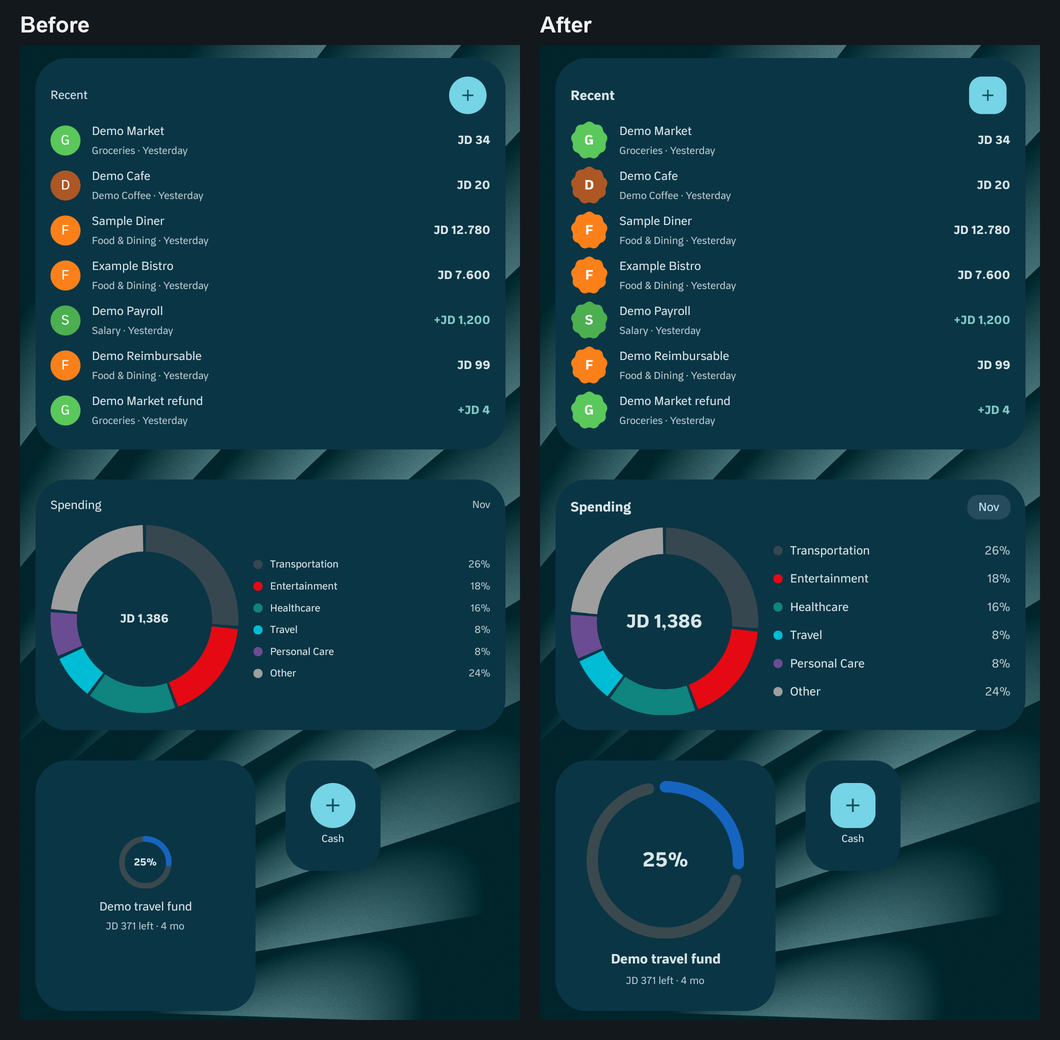 Before
Recent
+
G
Demo Market
Groceries · Yesterday
JD 34
D
Demo Cafe
Demo Coffee · Yesterday
JD 20
F
Sample Diner
Food & Dining · Yesterday
JD 12.780
F
Example Bistro
Food & Dining · Yesterday
JD 7.600
S
Demo Payroll
Salary · Yesterday
+JD 1,200
F
Demo Reimbursable
Food & Dining · Yesterday
JD 99
G
Demo Market refund
Groceries · Yesterday
+JD 4
Spending
Nov
JD 1,386
Transportation 26%
Entertainment 18%
Healthcare 16%
Travel 8%
Personal Care 8%
Other 24%
25%
Demo travel fund
JD 371 left · 4 mo
+
Cash
After
Recent
+
G
Demo Market
Groceries · Yesterday
JD 34
D
Demo Cafe
Demo Coffee · Yesterday
JD 20
F
Sample Diner
Food & Dining · Yesterday
JD 12.780
F
Example Bistro
Food & Dining · Yesterday
JD 7.600
S
Demo Payroll
Salary · Yesterday
+JD 1,200
F
Demo Reimbursable
Food & Dining · Yesterday
JD 99
G
Demo Market refund
Groceries · Yesterday
+JD 4
Spending
Nov
JD 1,386
Transportation 26%
Entertainment 18%
Healthcare 16%
Travel 8%
Personal Care 8%
Other 24%
25%
Demo travel fund
JD 371 left · 4 mo
+
Cash